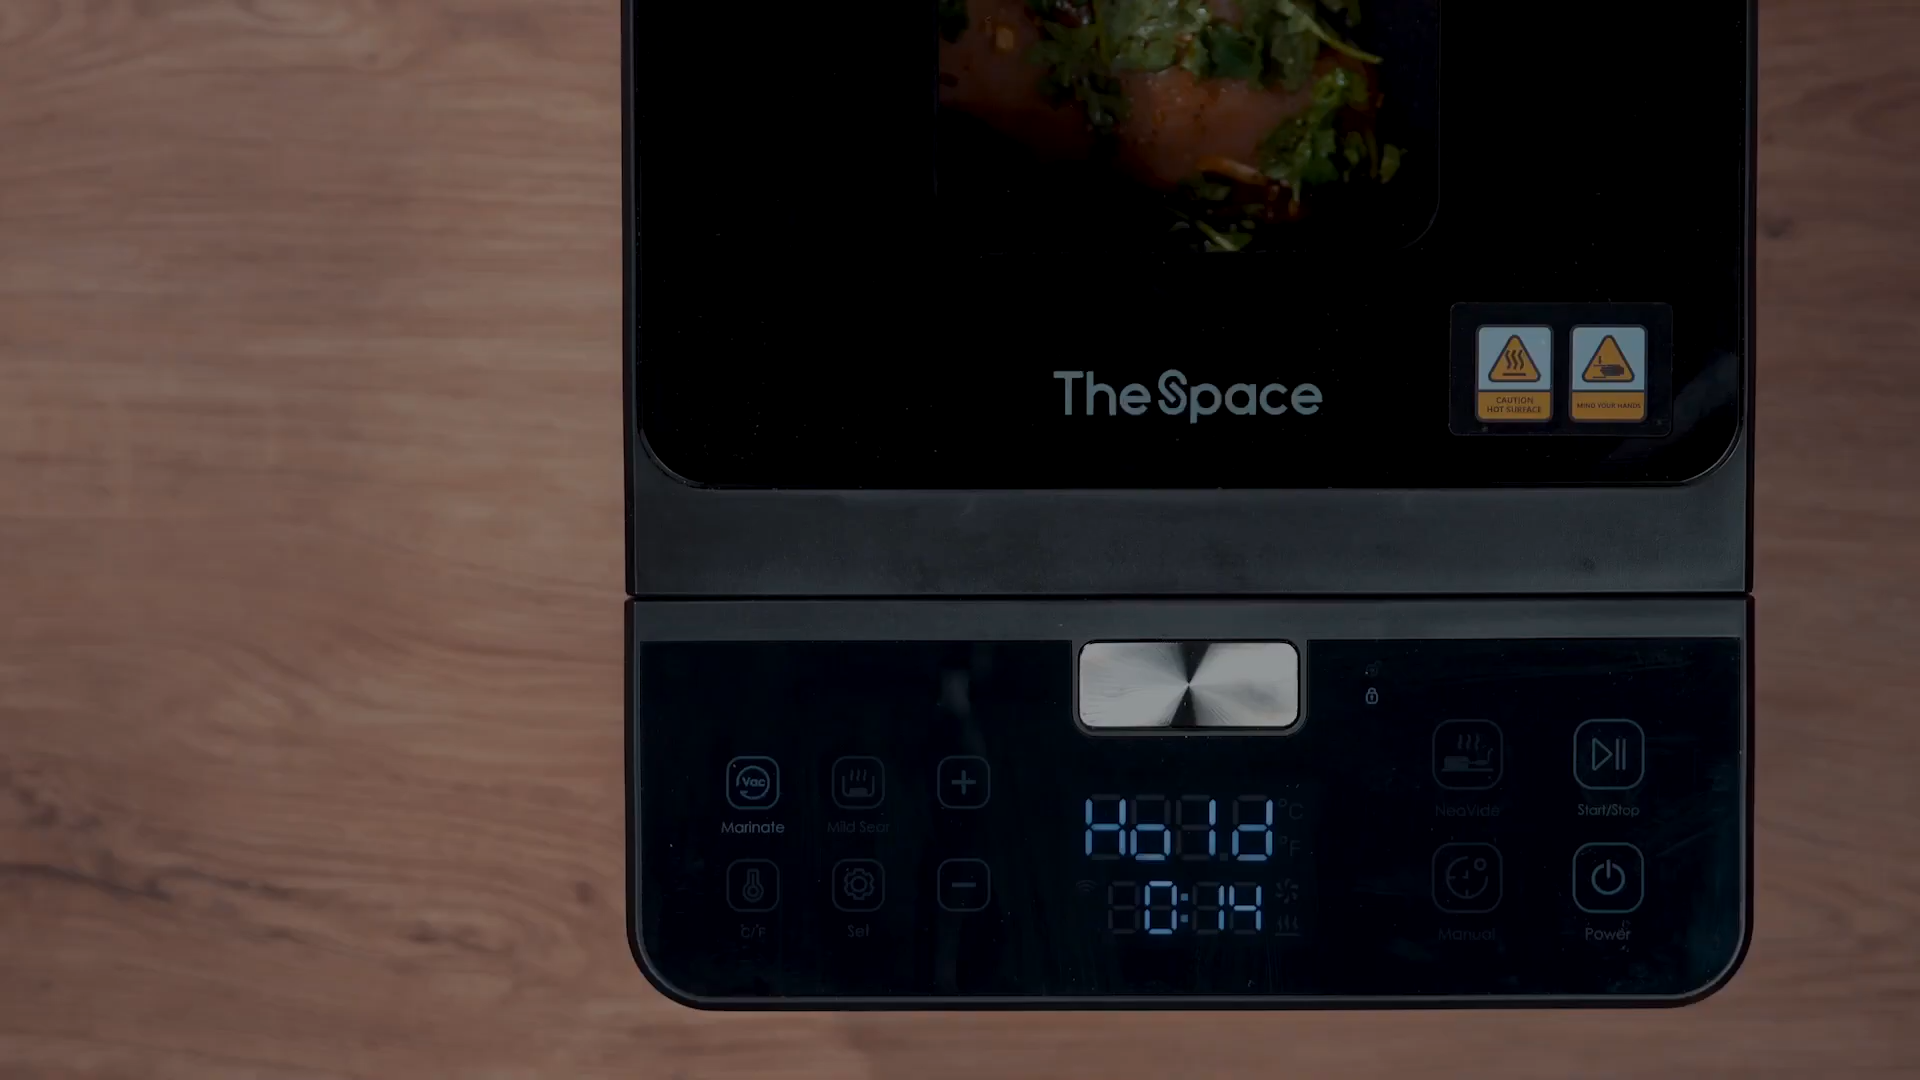 TheSpace
CAUTION
HOT SURFACE
MIND YOUR HANDS
Vac
Marinate
Mild Sear
+
°C/°F
Set
−
Hold
0:14
°C
°F
NeaVide
Start/Stop
Manual
Power